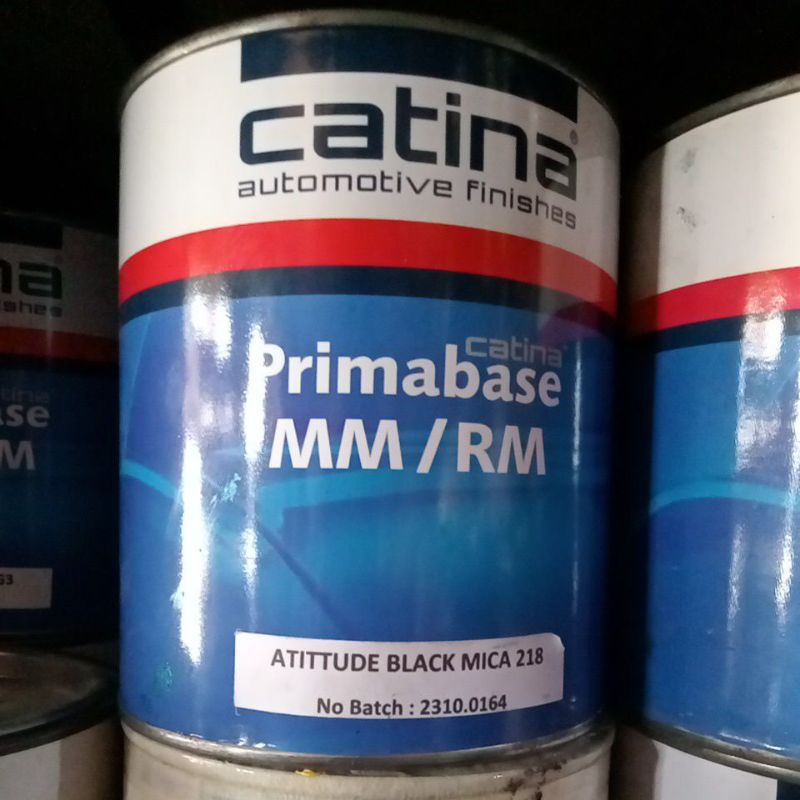 catina®
automotive finishes
catina
Primabase
MM / RM
ATITTUDE BLACK MICA 218
No Batch : 2310.0164